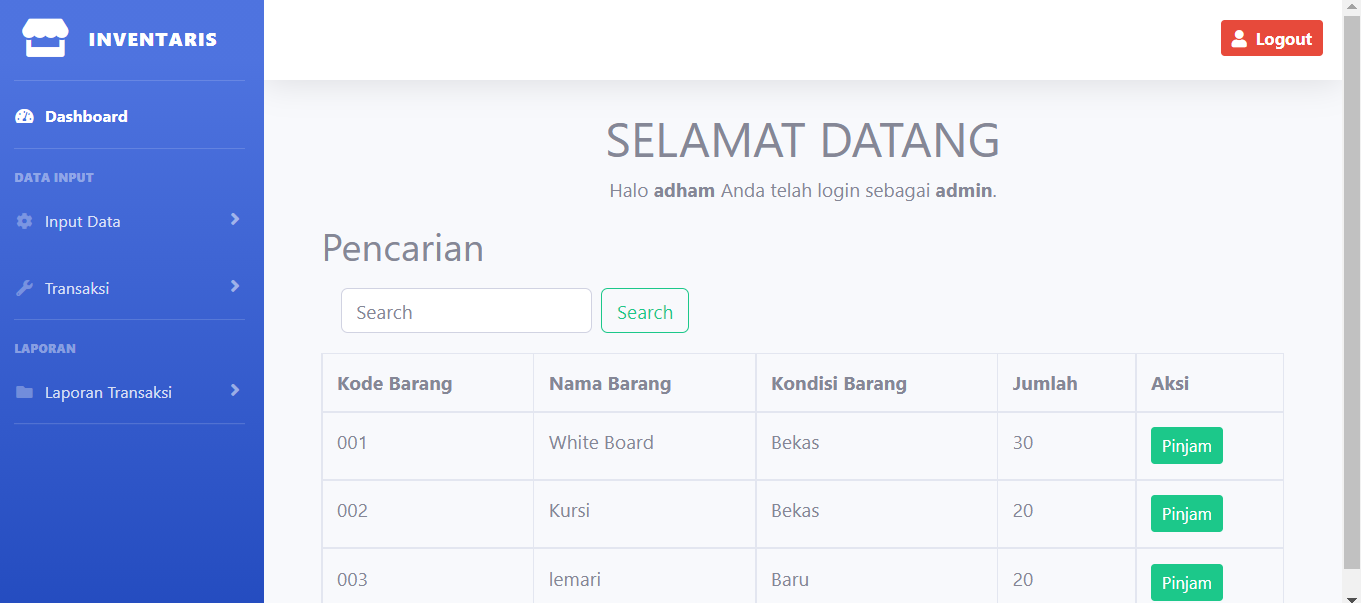 INVENTARIS
Logout
Dashboard
DATA INPUT
Input Data
Transaksi
LAPORAN
Laporan Transaksi
SELAMAT DATANG
Halo adham Anda telah login sebagai admin.
Pencarian
Search Search
Kode Barang Nama Barang Kondisi Barang Jumlah Aksi
001 White Board Bekas 30 Pinjam
002 Kursi Bekas 20 Pinjam
003 lemari Baru 20 Pinjam